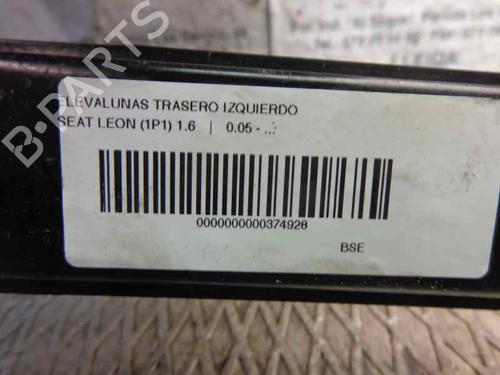 ELEVALUNAS TRASERO IZQUIERDO
SEAT LEON (1P1) 1.6 | 0.05 - ...
0000000000374928
BSE
B-PARTS